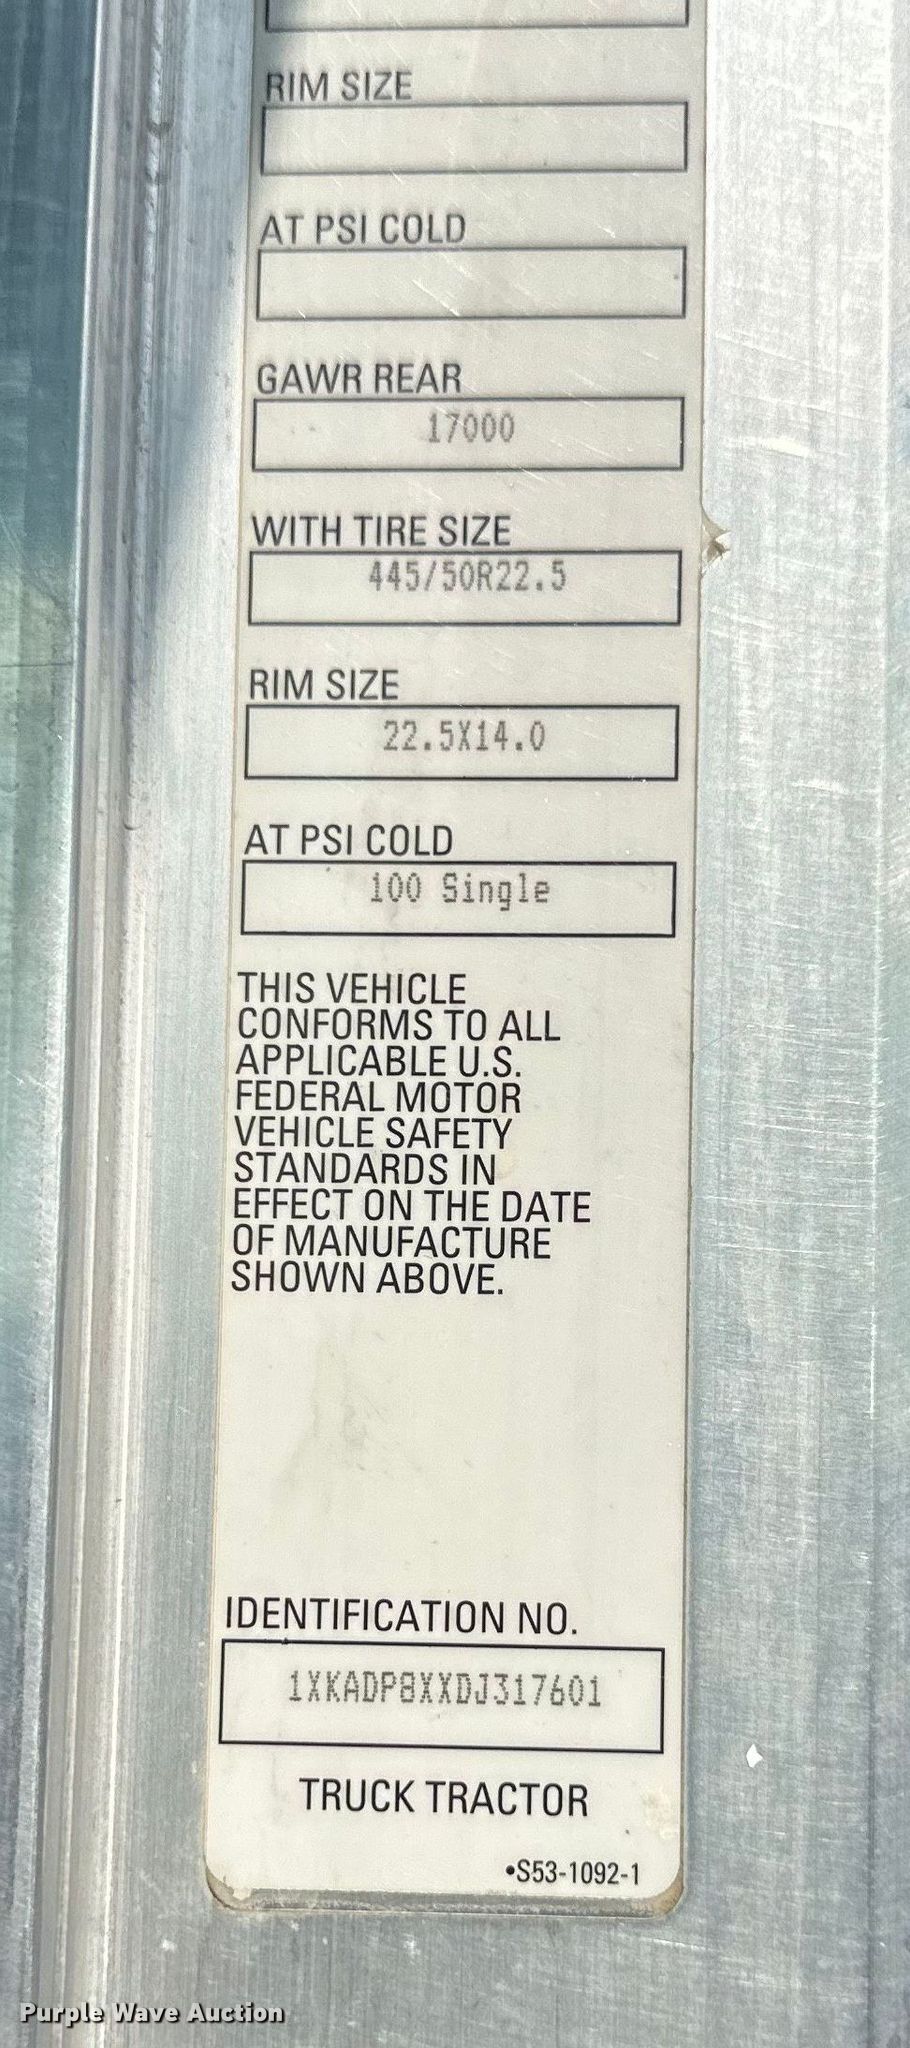 RIM SIZE
AT PSI COLD
GAWR REAR
17000
WITH TIRE SIZE
445/50R22.5
RIM SIZE
22.5X14.0
AT PSI COLD
100 Single
THIS VEHICLE
CONFORMS TO ALL
APPLICABLE U.S.
FEDERAL MOTOR
VEHICLE SAFETY
STANDARDS IN
EFFECT ON THE DATE
OF MANUFACTURE
SHOWN ABOVE.
IDENTIFICATION NO.
1XKADP8XXDJ317601
TRUCK TRACTOR
•S53-1092-1
Purple Wave Auction